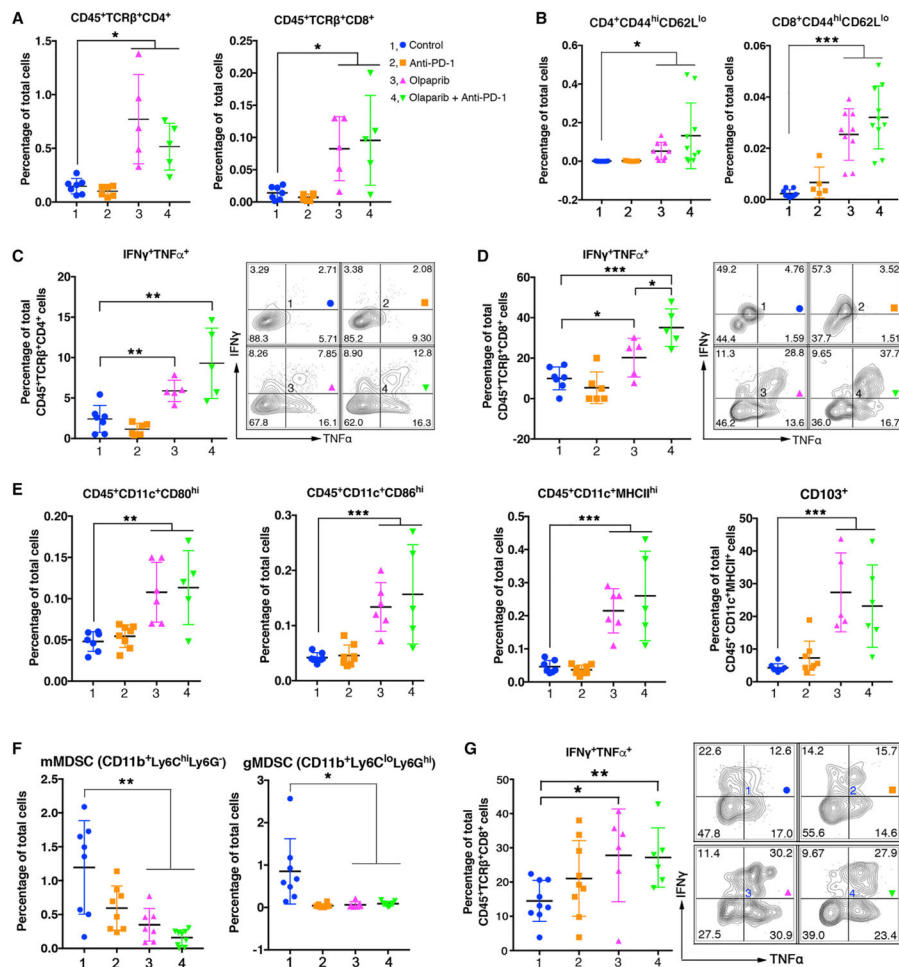 A
CD45⁺TCRβ⁺CD4⁺
Percentage of total cells
1.5
1.0
0.5
0.0
*
1 2 3 4
CD45⁺TCRβ⁺CD8⁺
Percentage of total cells
0.20
0.15
0.10
0.05
0.00
*
1 2 3 4
1, Control
2, Anti-PD-1
3, Olpaprib
4, Olaparib + Anti-PD-1
B
CD4⁺CD44ʰⁱCD62Lˡᵒ
Percentage of total cells
0.6
0.4
0.2
0.0
-0.2
*
1 2 3 4
CD8⁺CD44ʰⁱCD62Lˡᵒ
Percentage of total cells
0.06
0.04
0.02
0.00
***
1 2 3 4
C
IFNγ⁺TNFα⁺
Percentage of total
CD45⁺TCRβ⁺CD4⁺ cells
20
15
10
5
0
**
**
1 2 3 4
3.29 2.71 3.38 2.08
1 2
88.3 5.71 85.2 9.30
8.26 7.85 8.90 12.8
3 4
67.8 16.1 62.0 16.3
IFNγ
TNFα
D
IFNγ⁺TNFα⁺
Percentage of total
CD45⁺TCRβ⁺CD8⁺ cells
60
40
20
0
-20
***
*
*
1 2 3 4
49.2 4.76 57.3 3.52
1 2
44.4 1.59 37.7 1.51
11.3 28.8 9.65 37.7
3 4
46.2 13.6 36.0 16.7
IFNγ
TNFα
E
CD45⁺CD11c⁺CD80ʰⁱ
Percentage of total cells
0.20
0.15
0.10
0.05
0.00
**
1 2 3 4
CD45⁺CD11c⁺CD86ʰⁱ
Percentage of total cells
0.3
0.2
0.1
0.0
***
1 2 3 4
CD45⁺CD11c⁺MHCIIʰⁱ
Percentage of total cells
0.6
0.4
0.2
0.0
***
1 2 3 4
CD103⁺
Percentage of total
CD45⁺ CD11c⁺MHCII⁺ cells
50
40
30
20
10
0
***
1 2 3 4
F
mMDSC (CD11b⁺Ly6CʰⁱLy6G⁻)
Percentage of total cells
2.5
2.0
1.5
1.0
0.5
0.0
**
1 2 3 4
gMDSC (CD11b⁺Ly6CˡᵒLy6Gʰⁱ)
Percentage of total cells
3
2
1
0
-1
*
1 2 3 4
G
IFNγ⁺TNFα⁺
Percentage of total
CD45⁺TCRβ⁺CD8⁺ cells
50
40
30
20
10
0
**
*
1 2 3 4
22.6 12.6 14.2 15.7
1 2
47.8 17.0 55.6 14.6
11.4 30.2 9.67 27.9
3 4
27.5 30.9 39.0 23.4
IFNγ
TNFα